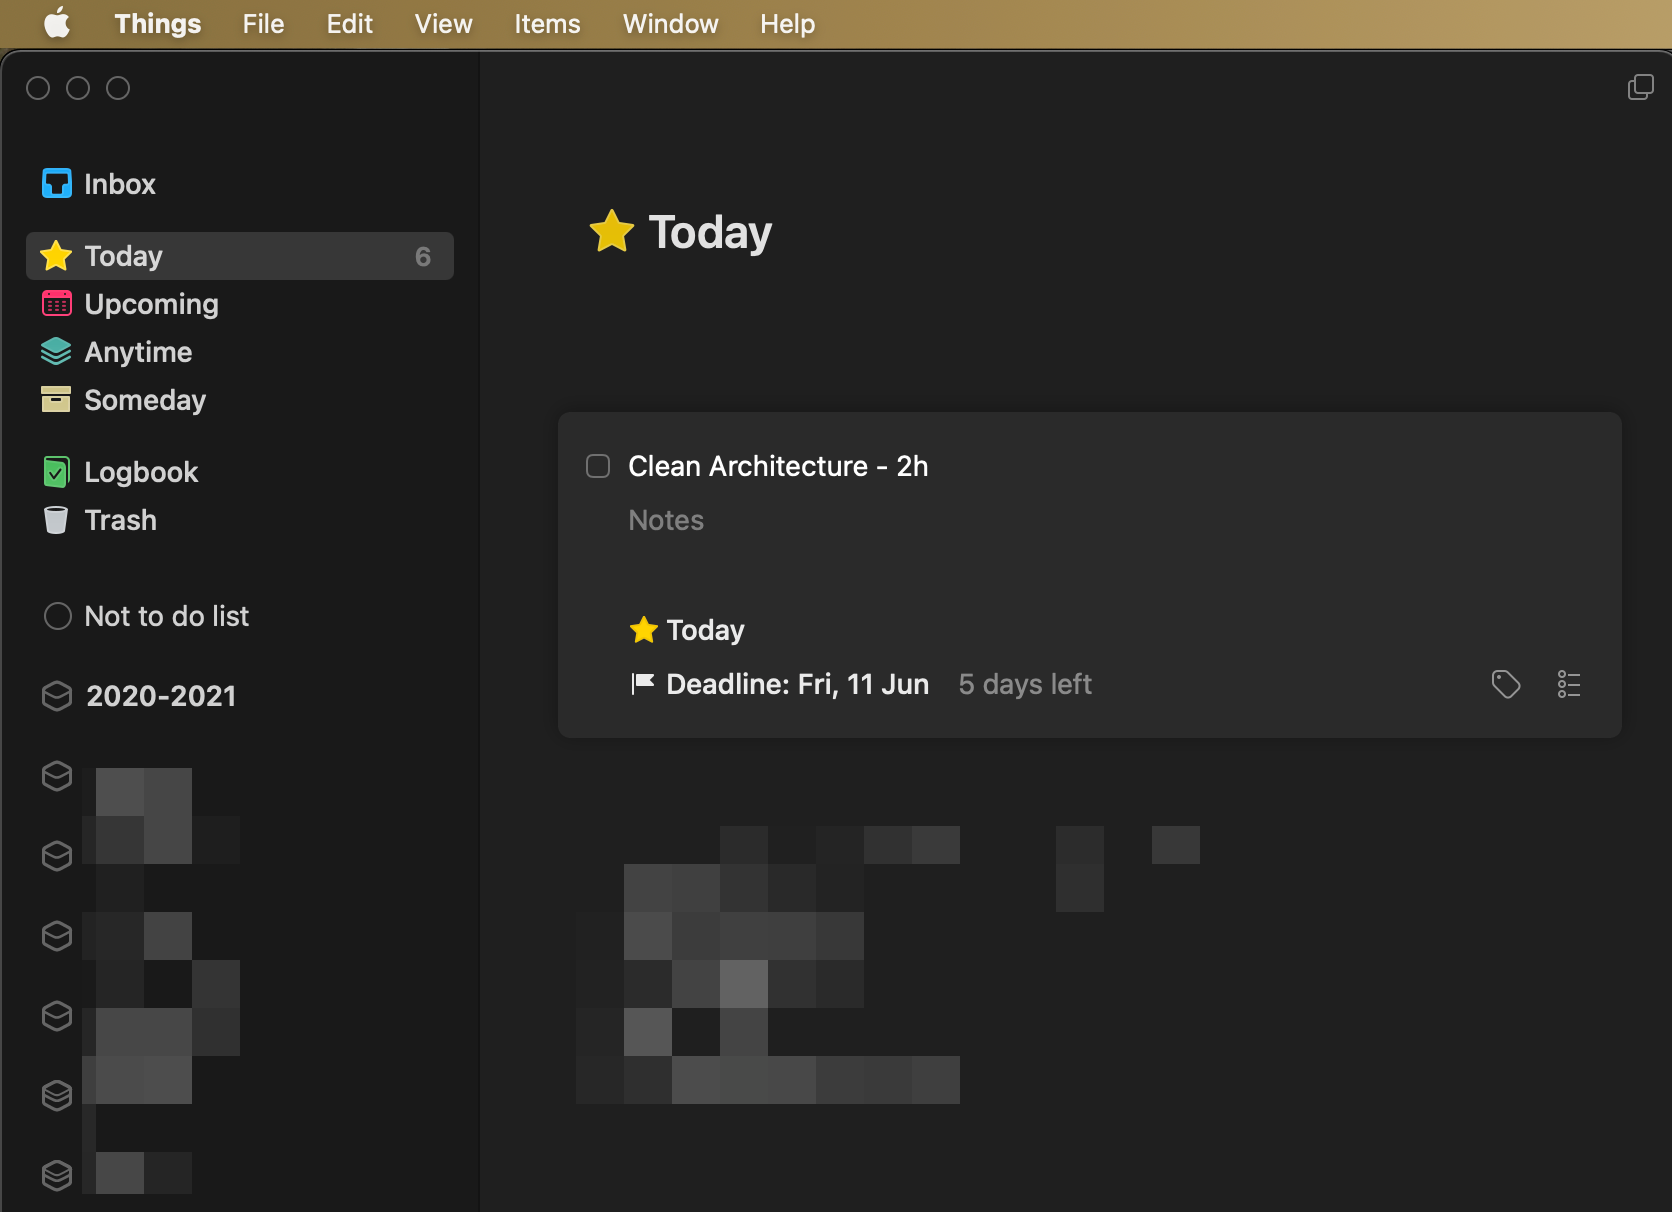 Things File Edit View Items Window Help
Inbox
Today 6
Upcoming
Anytime
Someday
Logbook
Trash
Not to do list
2020-2021
Today
Clean Architecture - 2h
Notes
Today
Deadline: Fri, 11 Jun 5 days left